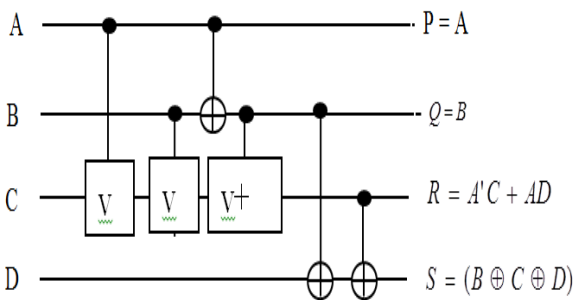 A P = A
B Q = B
V V V+
C R = A'C + AD
D S = (B ⊕ C ⊕ D)